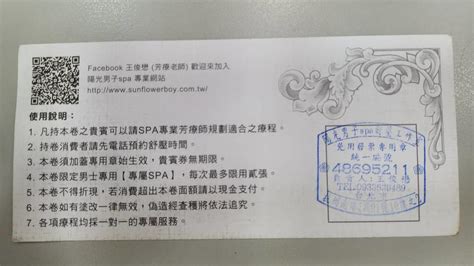 Facebook 王俊懋 (芳療老師) 歡迎來加入
陽光男子spa 專業網站
http://www.sunflowerboy.com.tw/
使用說明：
1. 凡持本卷之貴賓可以請SPA專業芳療師規劃適合之療程。
2. 持卷消費者請先電話預約舒壓時間。
3. 本卷須加蓋專用章始生效，貴賓券無期限。
4. 本卷限定男士專用【專屬SPA】，每次最多限用貳張。
5. 本卷不得折現，若消費超出本卷面額請以現金支付。
6. 本卷如有塗改一律無效，偽造經查獲將依法追究。
7. 各項療程均採一對一的專屬服務。
免用發票專用章
統一編號
48695211